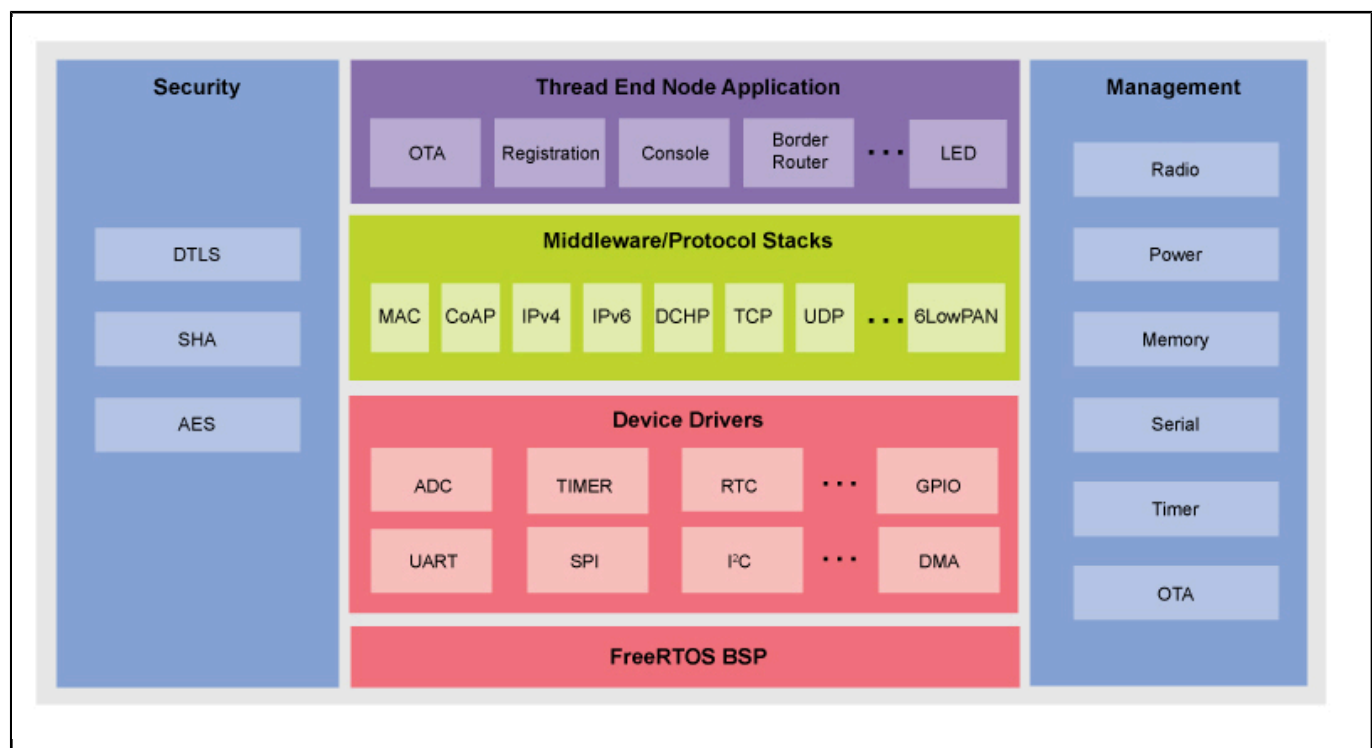 Security
DTLS
SHA
AES
Thread End Node Application
OTA
Registration
Console
Border
Router
...
LED
Middleware/Protocol Stacks
MAC
CoAP
IPv4
IPv6
DCHP
TCP
UDP
...
6LowPAN
Device Drivers
ADC
TIMER
RTC
...
GPIO
UART
SPI
I²C
...
DMA
FreeRTOS BSP
Management
Radio
Power
Memory
Serial
Timer
OTA